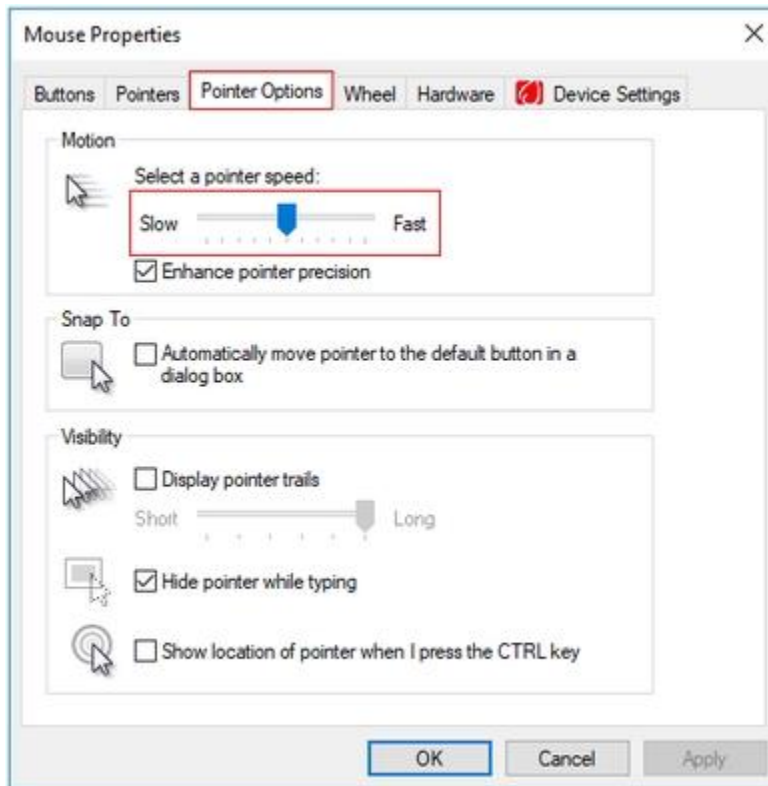 Mouse Properties
Buttons Pointers Pointer Options Wheel Hardware Device Settings
Motion
Select a pointer speed:
Slow Fast
Enhance pointer precision
Snap To
Automatically move pointer to the default button in a
dialog box
Visibility
Display pointer trails
Short Long
Hide pointer while typing
Show location of pointer when I press the CTRL key
OK Cancel Apply